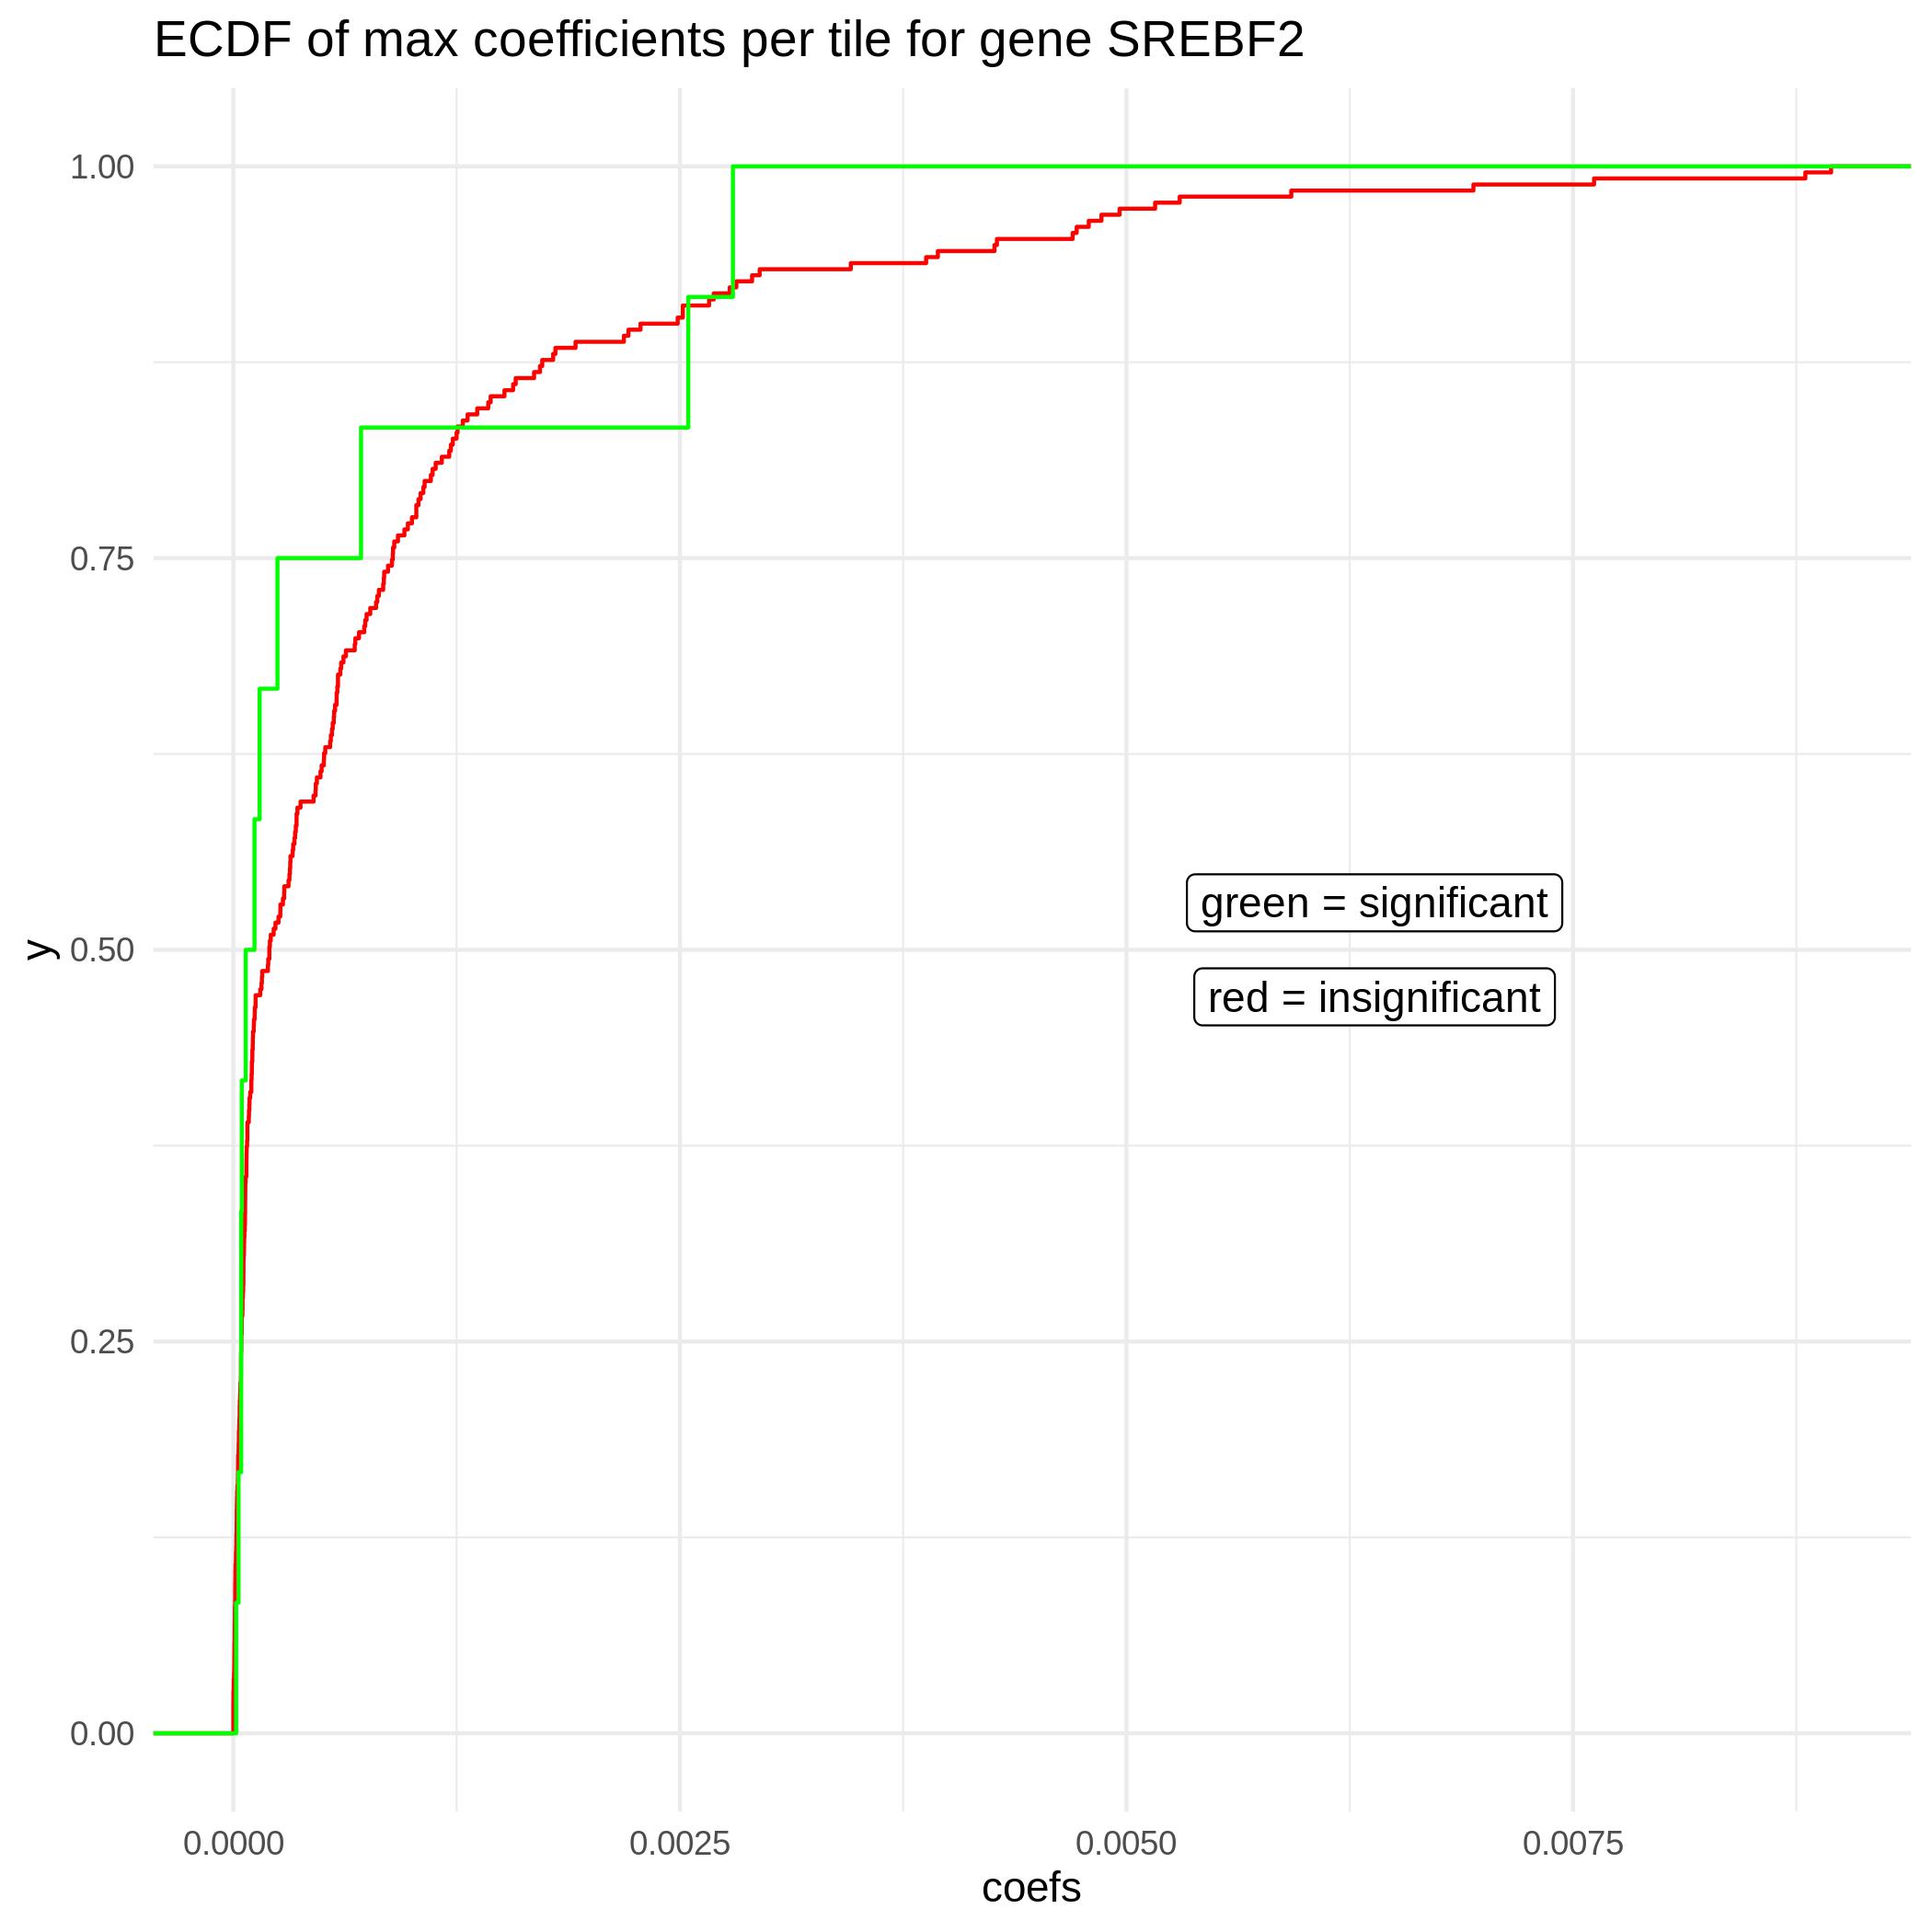 ECDF of max coefficients per tile for gene SREBF2
1.00
0.75
0.50
0.25
0.00
y
green = significant
red = insignificant
0.0000 0.0025 0.0050 0.0075
coefs